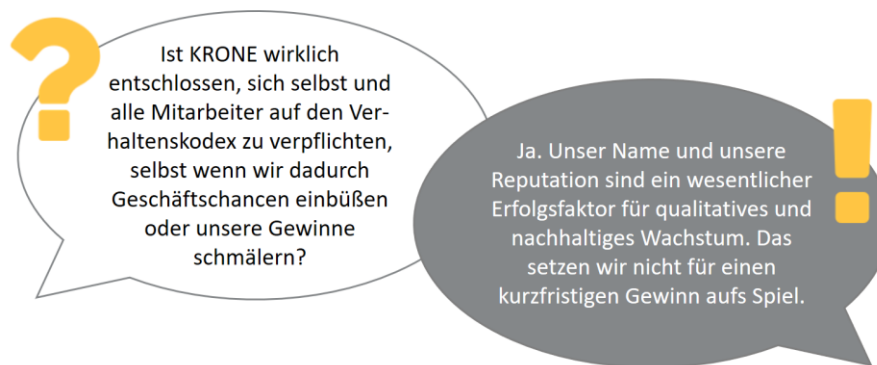 ?
Ist KRONE wirklich
entschlossen, sich selbst und
alle Mitarbeiter auf den Ver-
haltenskodex zu verpflichten,
selbst wenn wir dadurch
Geschäftschancen einbüßen
oder unsere Gewinne
schmälern?
!
Ja. Unser Name und unsere
Reputation sind ein wesentlicher
Erfolgsfaktor für qualitatives und
nachhaltiges Wachstum. Das
setzen wir nicht für einen
kurzfristigen Gewinn aufs Spiel.